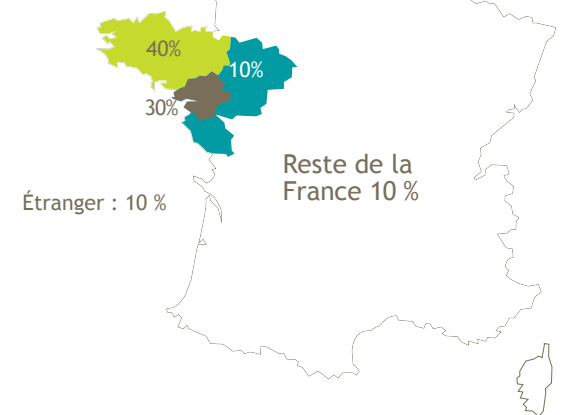 40%
10%
30%
Reste de la
France 10 %
Étranger : 10 %